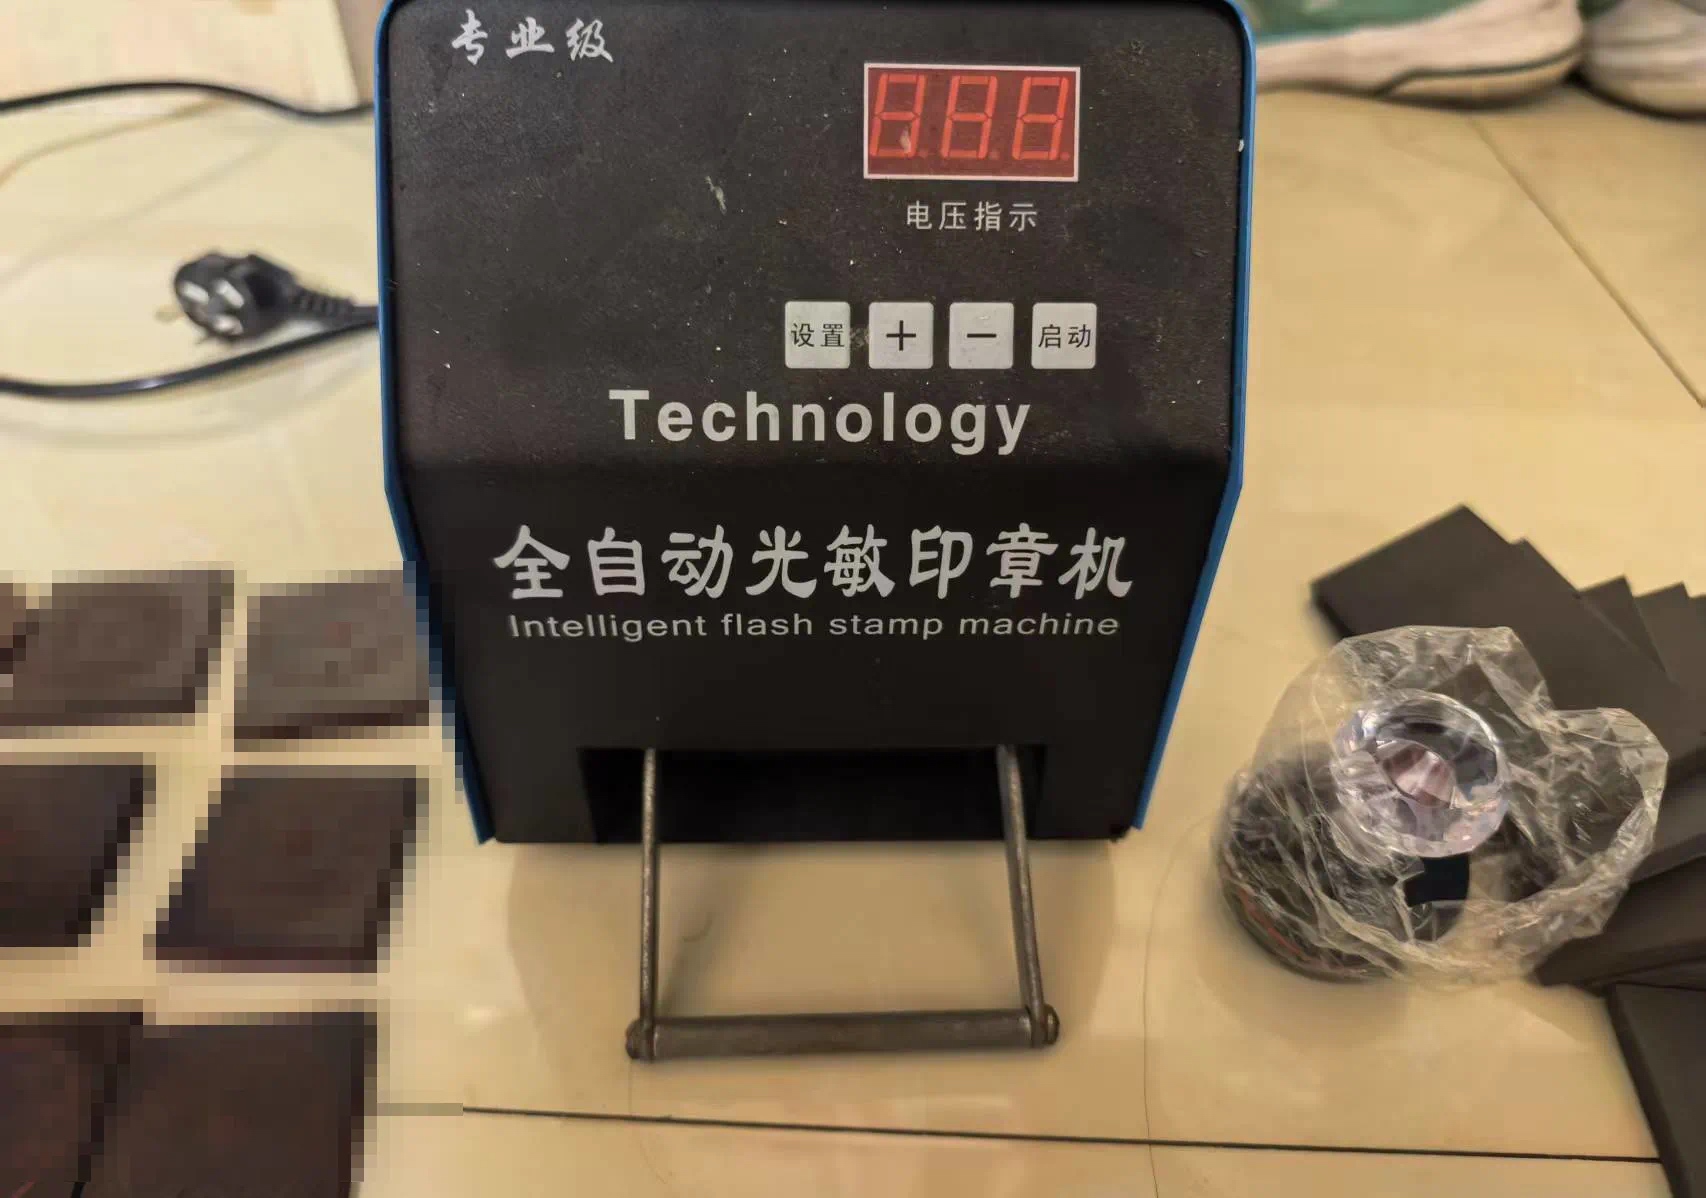 专业级
888
电压指示
设置 + − 启动
Technology
全自动光敏印章机
Intelligent flash stamp machine